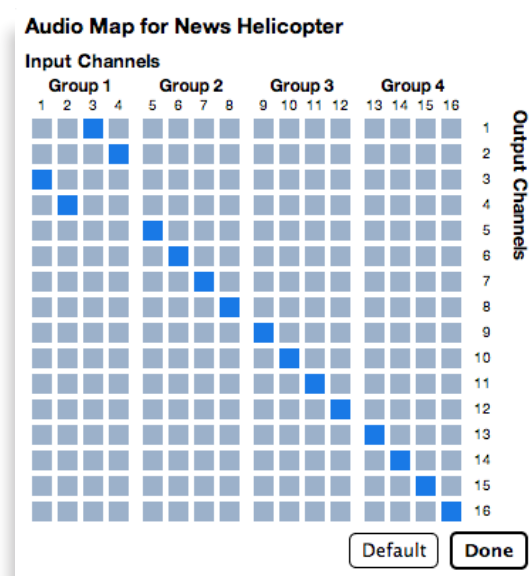 Audio Map for News Helicopter
Input Channels
Group 1 Group 2 Group 3 Group 4
1 2 3 4 5 6 7 8 9 10 11 12 13 14 15 16
Output Channels
1
2
3
4
5
6
7
8
9
10
11
12
13
14
15
16
Default Done